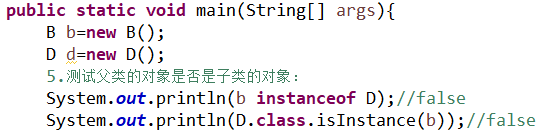 public static void main(String[] args){
B b=new B();
D d=new D();
5.测试父类的对象是否是子类的对象：
System.out.println(b instanceof D);//false
System.out.println(D.class.isInstance(b));//false